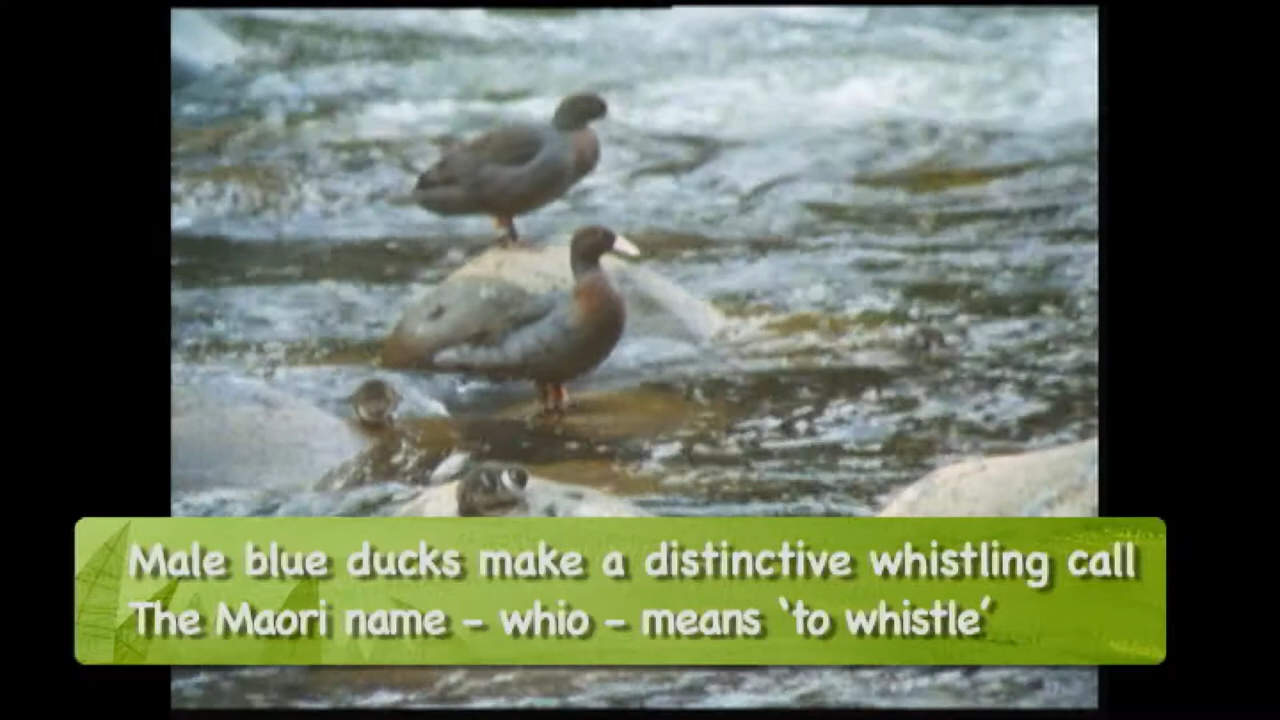 Male blue ducks make a distinctive whistling call
The Maori name – whio – means ‘to whistle’